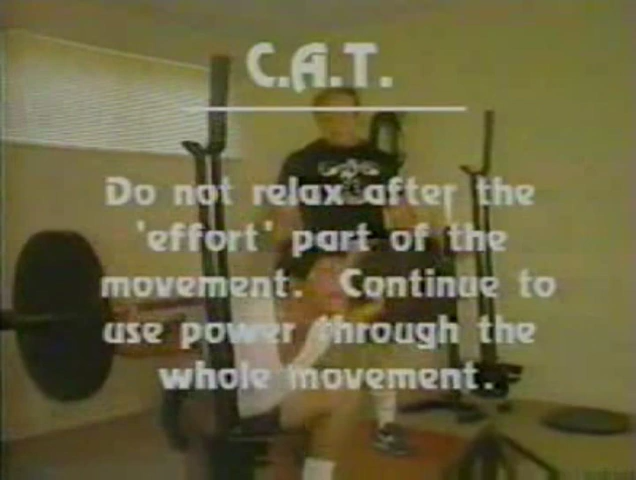 C.A.T.
Do not relax after the
'effort' part of the
movement. Continue to
use power through the
whole movement.